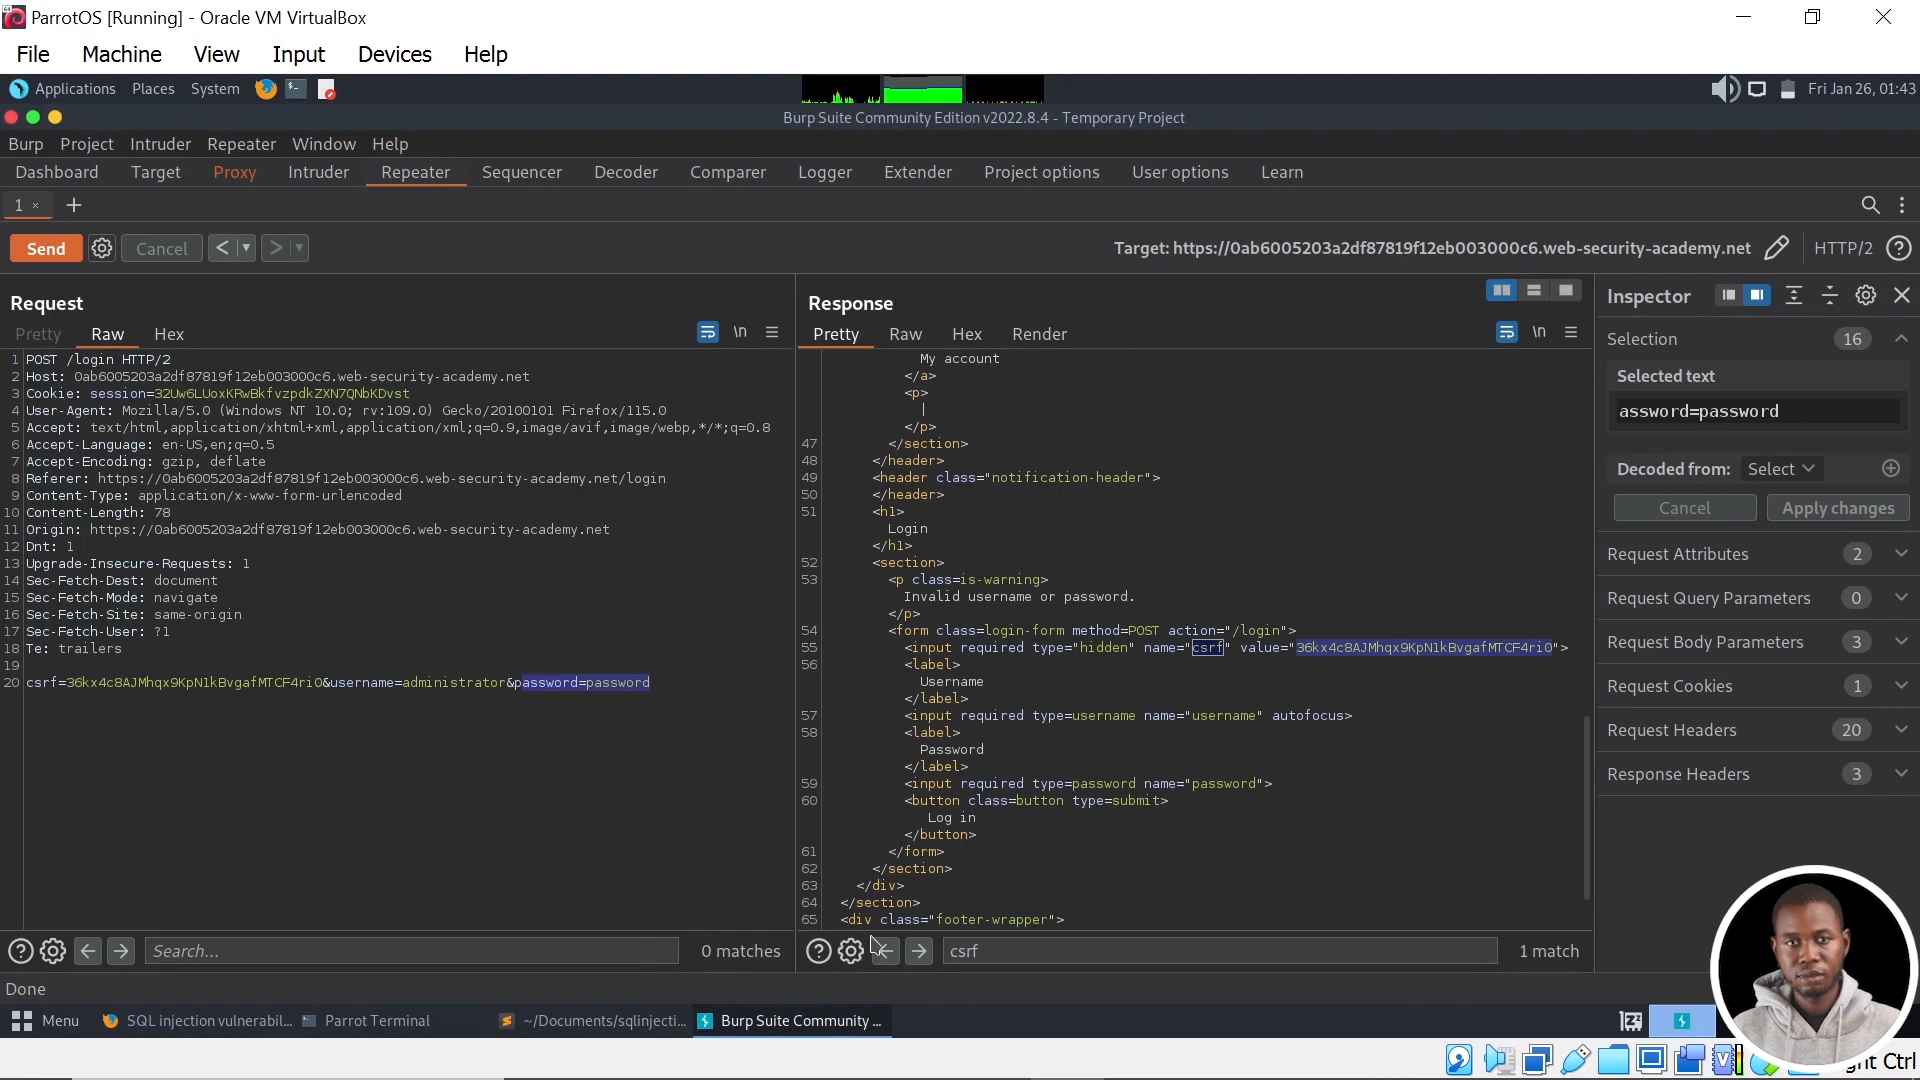 ParrotOS [Running] - Oracle VM VirtualBox
File Machine View Input Devices Help
Applications Places System Fri Jan 26, 01:43
Burp Suite Community Edition v2022.8.4 - Temporary Project
Burp Project Intruder Repeater Window Help
Dashboard Target Proxy Intruder Repeater Sequencer Decoder Comparer Logger Extender Project options User options Learn
1 × +
Send Cancel < > Target: https://0ab6005203a2df87819f12eb003000c6.web-security-academy.net HTTP/2
Request
Pretty Raw Hex \n
1 POST /login HTTP/2
2 Host: 0ab6005203a2df87819f12eb003000c6.web-security-academy.net
3 Cookie: session=32Uw6LUoxKRwBkfvzpdkZXN7QNbKDvst
4 User-Agent: Mozilla/5.0 (Windows NT 10.0; rv:109.0) Gecko/20100101 Firefox/115.0
5 Accept: text/html,application/xhtml+xml,application/xml;q=0.9,image/avif,image/webp,*/*;q=0.8
6 Accept-Language: en-US,en;q=0.5
7 Accept-Encoding: gzip, deflate
8 Referer: https://0ab6005203a2df87819f12eb003000c6.web-security-academy.net/login
9 Content-Type: application/x-www-form-urlencoded
10 Content-Length: 78
11 Origin: https://0ab6005203a2df87819f12eb003000c6.web-security-academy.net
12 Dnt: 1
13 Upgrade-Insecure-Requests: 1
14 Sec-Fetch-Dest: document
15 Sec-Fetch-Mode: navigate
16 Sec-Fetch-Site: same-origin
17 Sec-Fetch-User: ?1
18 Te: trailers
19
20 csrf=36kx4c8AJMhqx9KpN1kBvgafMTCF4ri0&username=administrator&password=password
Search... 0 matches
Response
Pretty Raw Hex Render \n
My account
</a>
<p>
|
</p>
47 </section>
48 </header>
49 <header class="notification-header">
50 </header>
51 <h1>
Login
</h1>
52 <section>
53 <p class=is-warning>
Invalid username or password.
</p>
54 <form class=login-form method=POST action="/login">
55 <input required type="hidden" name="csrf" value="36kx4c8AJMhqx9KpN1kBvgafMTCF4ri0">
56 <label>
Username
</label>
57 <input required type=username name="username" autofocus>
58 <label>
Password
</label>
59 <input required type=password name="password">
60 <button class=button type=submit>
Log in
</button>
61 </form>
62 </section>
63 </div>
64 </section>
65 <div class="footer-wrapper">
csrf 1 match
Inspector
Selection 16
Selected text
assword=password
Decoded from: Select
Cancel Apply changes
Request Attributes 2
Request Query Parameters 0
Request Body Parameters 3
Request Cookies 1
Request Headers 20
Response Headers 3
Done
Menu SQL injection vulnerabil... Parrot Terminal ~/Documents/sqlinjecti... Burp Suite Community ...
Ctrl